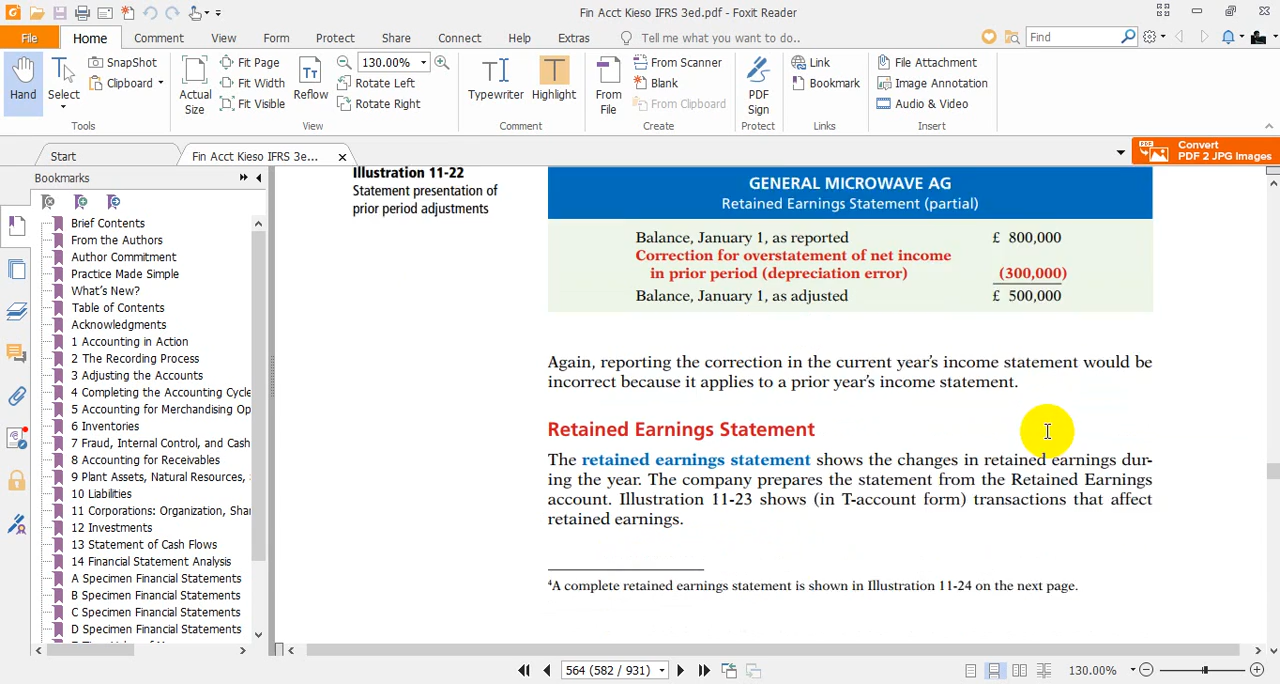 Fin Acct Kieso IFRS 3ed.pdf - Foxit Reader
File Home Comment View Form Protect Share Connect Help Extras Tell me what you want to do.. Find
Hand
Select
SnapShot
Clipboard
Tools
Actual Size
Fit Page
Fit Width
Fit Visible
Reflow
130.00%
Rotate Left
Rotate Right
View
Typewriter
Highlight
Comment
From File
From Scanner
Blank
From Clipboard
Create
PDF Sign
Protect
Link
Bookmark
Links
File Attachment
Image Annotation
Audio & Video
Insert
Start
Fin Acct Kieso IFRS 3e...
Convert
PDF 2 JPG Images
Bookmarks
Brief Contents
From the Authors
Author Commitment
Practice Made Simple
What's New?
Table of Contents
Acknowledgments
1 Accounting in Action
2 The Recording Process
3 Adjusting the Accounts
4 Completing the Accounting Cycle
5 Accounting for Merchandising Op
6 Inventories
7 Fraud, Internal Control, and Cash
8 Accounting for Receivables
9 Plant Assets, Natural Resources,
10 Liabilities
11 Corporations: Organization, Shar
12 Investments
13 Statement of Cash Flows
14 Financial Statement Analysis
A Specimen Financial Statements
B Specimen Financial Statements
C Specimen Financial Statements
D Specimen Financial Statements
Illustration 11-22
Statement presentation of
prior period adjustments
GENERAL MICROWAVE AG
Retained Earnings Statement (partial)
Balance, January 1, as reported £ 800,000
Correction for overstatement of net income
in prior period (depreciation error) (300,000)
Balance, January 1, as adjusted £ 500,000
Again, reporting the correction in the current year's income statement would be
incorrect because it applies to a prior year's income statement.
Retained Earnings Statement
The retained earnings statement shows the changes in retained earnings dur-
ing the year. The company prepares the statement from the Retained Earnings
account. Illustration 11-23 shows (in T-account form) transactions that affect
retained earnings.
4A complete retained earnings statement is shown in Illustration 11-24 on the next page.
564 (582 / 931)
130.00%